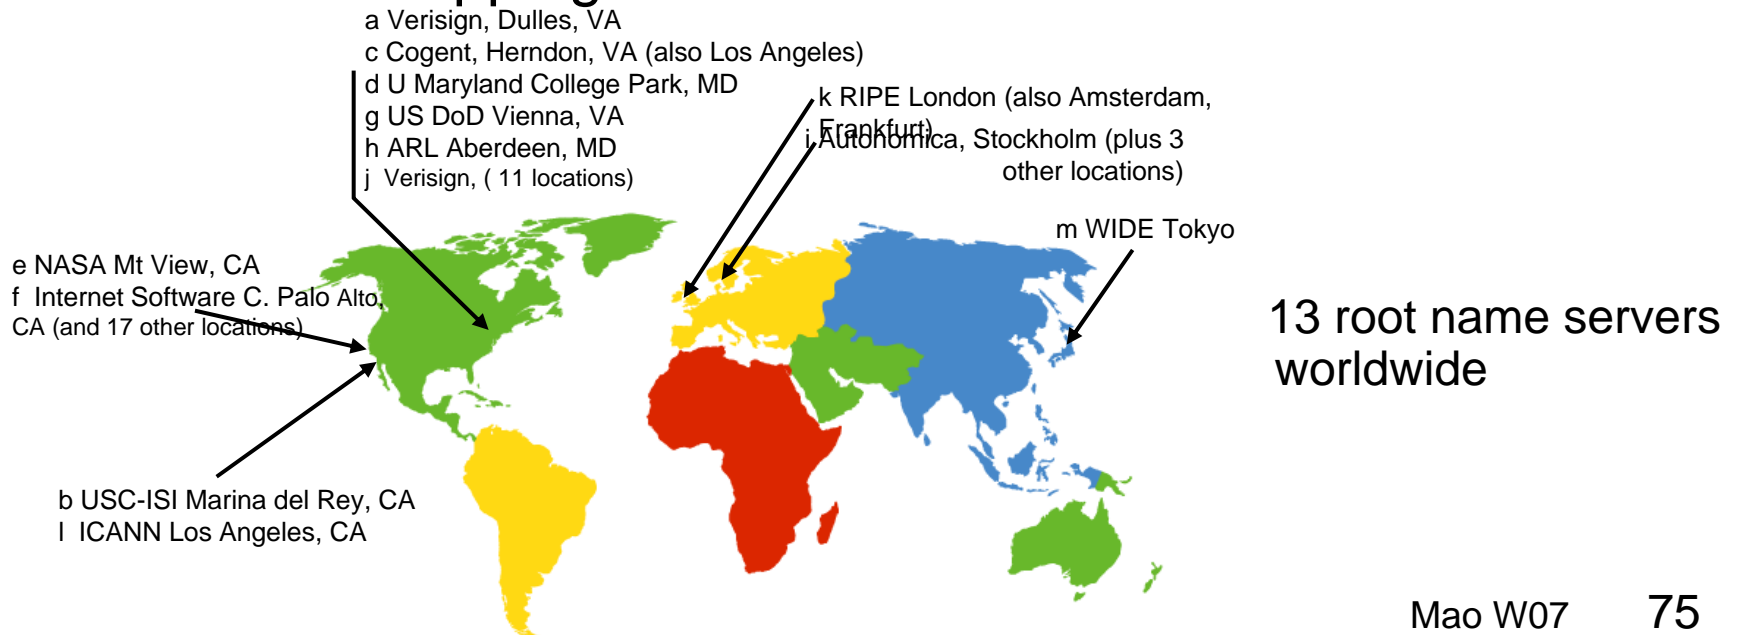 a Verisign, Dulles, VA
c Cogent, Herndon, VA (also Los Angeles)
d U Maryland College Park, MD
g US DoD Vienna, VA
h ARL Aberdeen, MD
j Verisign, ( 11 locations)
k RIPE London (also Amsterdam,
Frankfurt)
i Autonomica, Stockholm (plus 3
other locations)
m WIDE Tokyo
e NASA Mt View, CA
f Internet Software C. Palo Alto,
CA (and 17 other locations)
13 root name servers
worldwide
b USC-ISI Marina del Rey, CA
l ICANN Los Angeles, CA
Mao W07 75